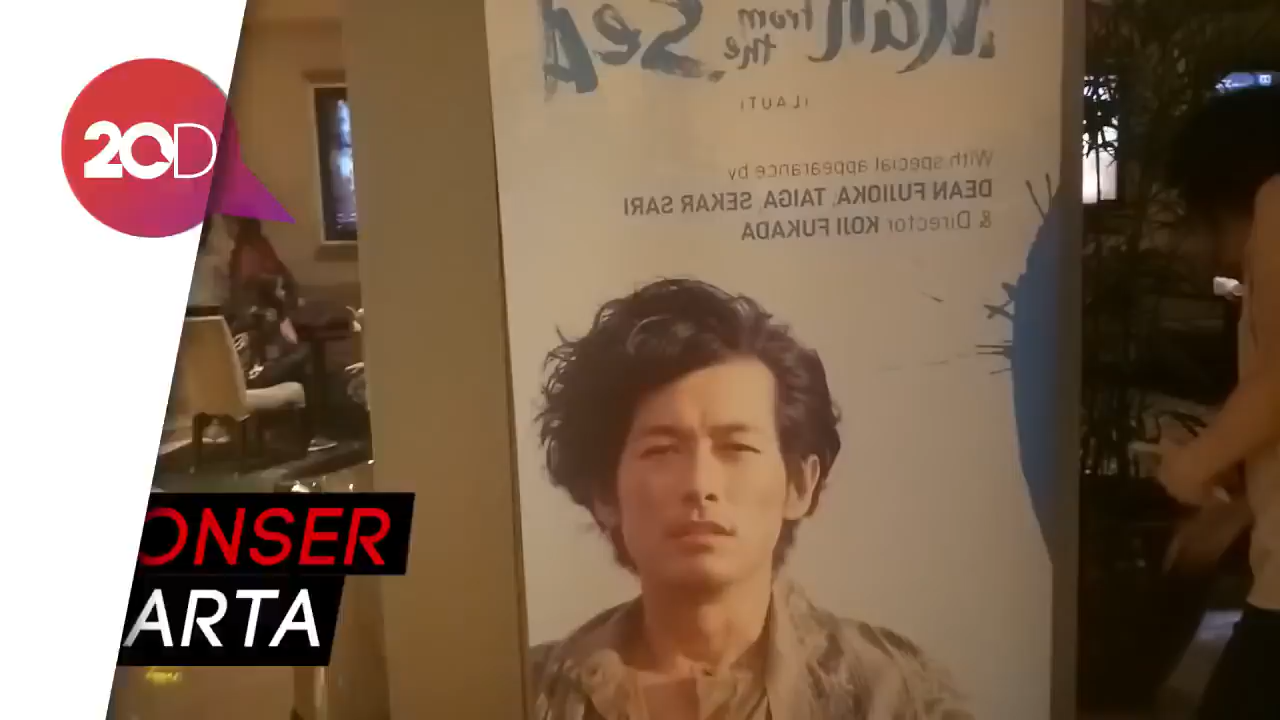 20D
Man from the Sea
(LAUT)
With special appearance by
DEAN FUJIOKA, TAIGA, SEKAR SARI
& Director KOJI FUKADA
ONSER
ARTA